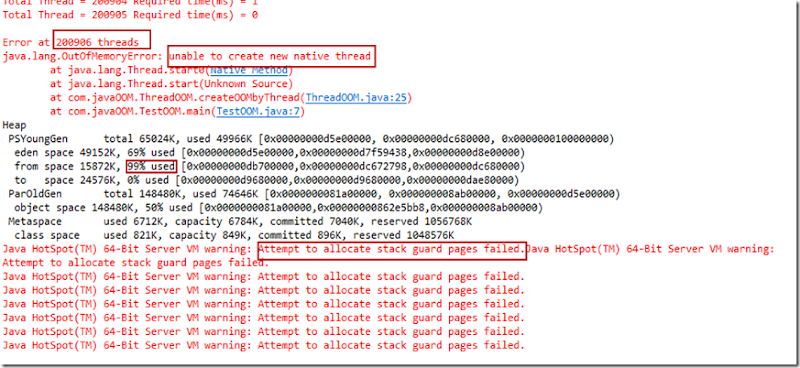 Total Thread = 200904 Required time(ms) = 1
Total Thread = 200905 Required time(ms) = 0
Error at 200906 threads
java.lang.OutOfMemoryError: unable to create new native thread
at java.lang.Thread.start0(Native Method)
at java.lang.Thread.start(Unknown Source)
at com.javaOOM.ThreadOOM.createOOMbyThread(ThreadOOM.java:25)
at com.javaOOM.TestOOM.main(TestOOM.java:7)
Heap
PSYoungGen total 65024K, used 49966K [0x00000000d5e00000, 0x00000000dc680000, 0x0000000100000000)
eden space 49152K, 69% used [0x00000000d5e00000,0x00000000d7f59438,0x00000000d8e00000)
from space 15872K, 99% used [0x00000000db700000,0x00000000dc672798,0x00000000dc680000)
to space 24576K, 0% used [0x00000000d9680000,0x00000000d9680000,0x00000000dae80000)
ParOldGen total 148480K, used 74646K [0x0000000081a00000, 0x000000008ab00000, 0x00000000d5e00000)
object space 148480K, 50% used [0x0000000081a00000,0x00000000862e5bb8,0x000000008ab00000)
Metaspace used 6712K, capacity 6784K, committed 7040K, reserved 1056768K
class space used 821K, capacity 849K, committed 896K, reserved 1048576K
Java HotSpot(TM) 64-Bit Server VM warning: Attempt to allocate stack guard pages failed.Java HotSpot(TM) 64-Bit Server VM warning:
Attempt to allocate stack guard pages failed.
Java HotSpot(TM) 64-Bit Server VM warning: Attempt to allocate stack guard pages failed.
Java HotSpot(TM) 64-Bit Server VM warning: Attempt to allocate stack guard pages failed.
Java HotSpot(TM) 64-Bit Server VM warning: Attempt to allocate stack guard pages failed.
Java HotSpot(TM) 64-Bit Server VM warning: Attempt to allocate stack guard pages failed.
Java HotSpot(TM) 64-Bit Server VM warning: Attempt to allocate stack guard pages failed.
Java HotSpot(TM) 64-Bit Server VM warning: Attempt to allocate stack guard pages failed.